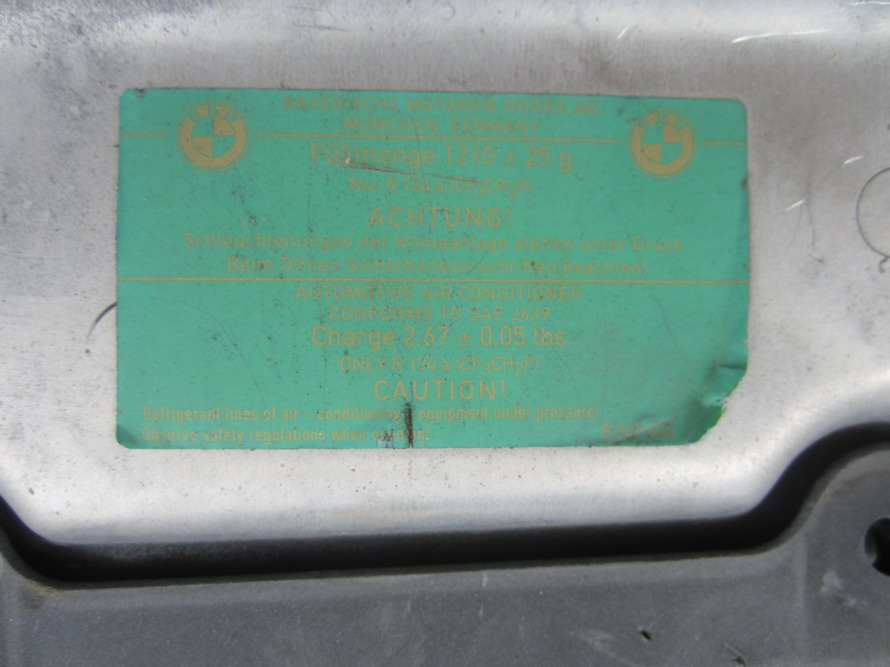 BAYERISCHE MOTOREN WERKE AG
MÜNCHEN, GERMANY
Füllmenge 1210 ± 25 g
Nur R 134 a (CF3CH2F)
ACHTUNG!
Schlauchleitungen der Klimaanlage stehen unter Druck.
Beim Öffnen Sicherheitsvorschriften Beachten!
AUTOMOTIVE AIR CONDITIONER
CONFORMS TO SAE J639
Charge 2.67 ± 0.05 lbs
ONLY R 134 a (CF3CH2F)
CAUTION!
Refrigerant lines of air - conditioning equipment under pressure!
Observe safety regulations when